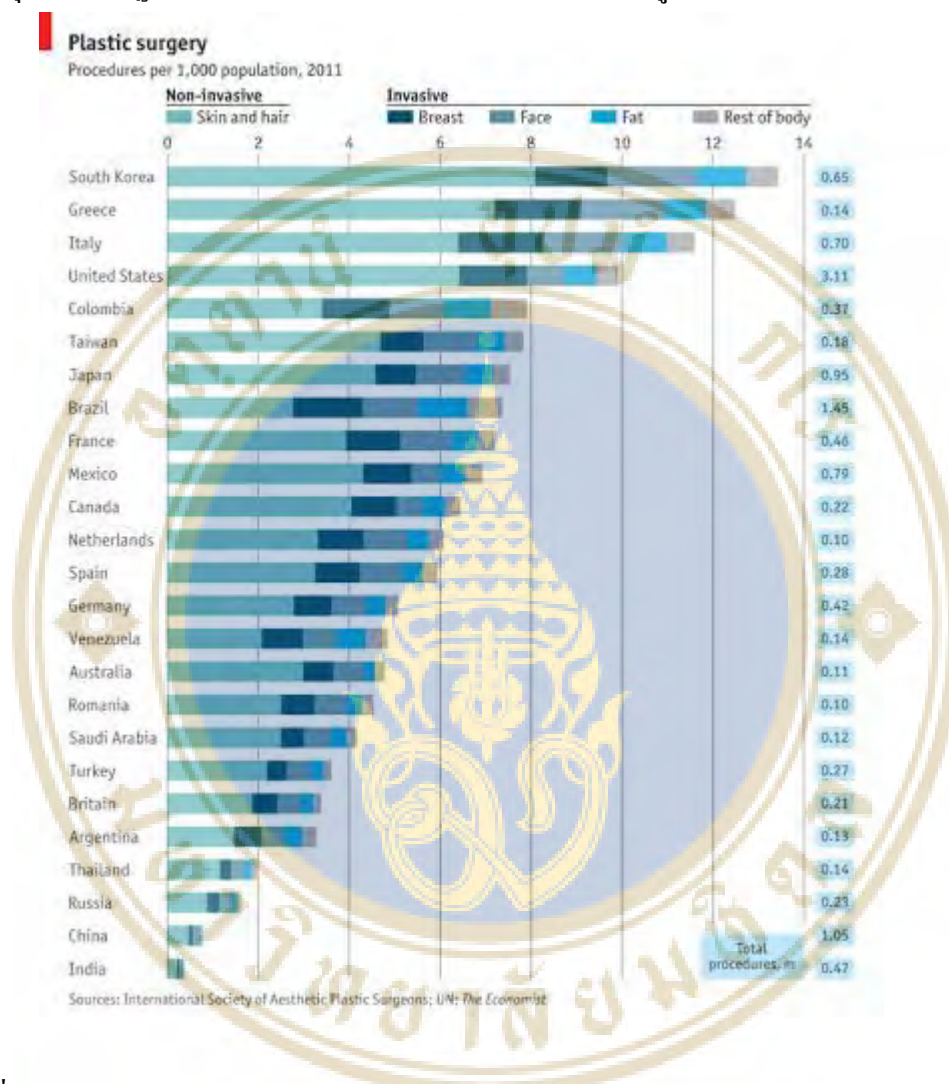 Plastic surgery
Procedures per 1,000 population, 2011
Non-invasive Invasive
Skin and hair Breast Face Fat Rest of body
0 2 4 6 8 10 12 14
South Korea 0.65
Greece 0.14
Italy 0.70
United States 3.11
Colombia 0.37
Taiwan 0.18
Japan 0.95
Brazil 1.45
France 0.46
Mexico 0.79
Canada 0.22
Netherlands 0.10
Spain 0.28
Germany 0.42
Venezuela 0.14
Australia 0.11
Romania 0.10
Saudi Arabia 0.12
Turkey 0.27
Britain 0.21
Argentina 0.13
Thailand 0.14
Russia 0.23
China 1.05
India 0.47
Total
procedures, m
Sources: International Society of Aesthetic Plastic Surgeons; UN; The Economist